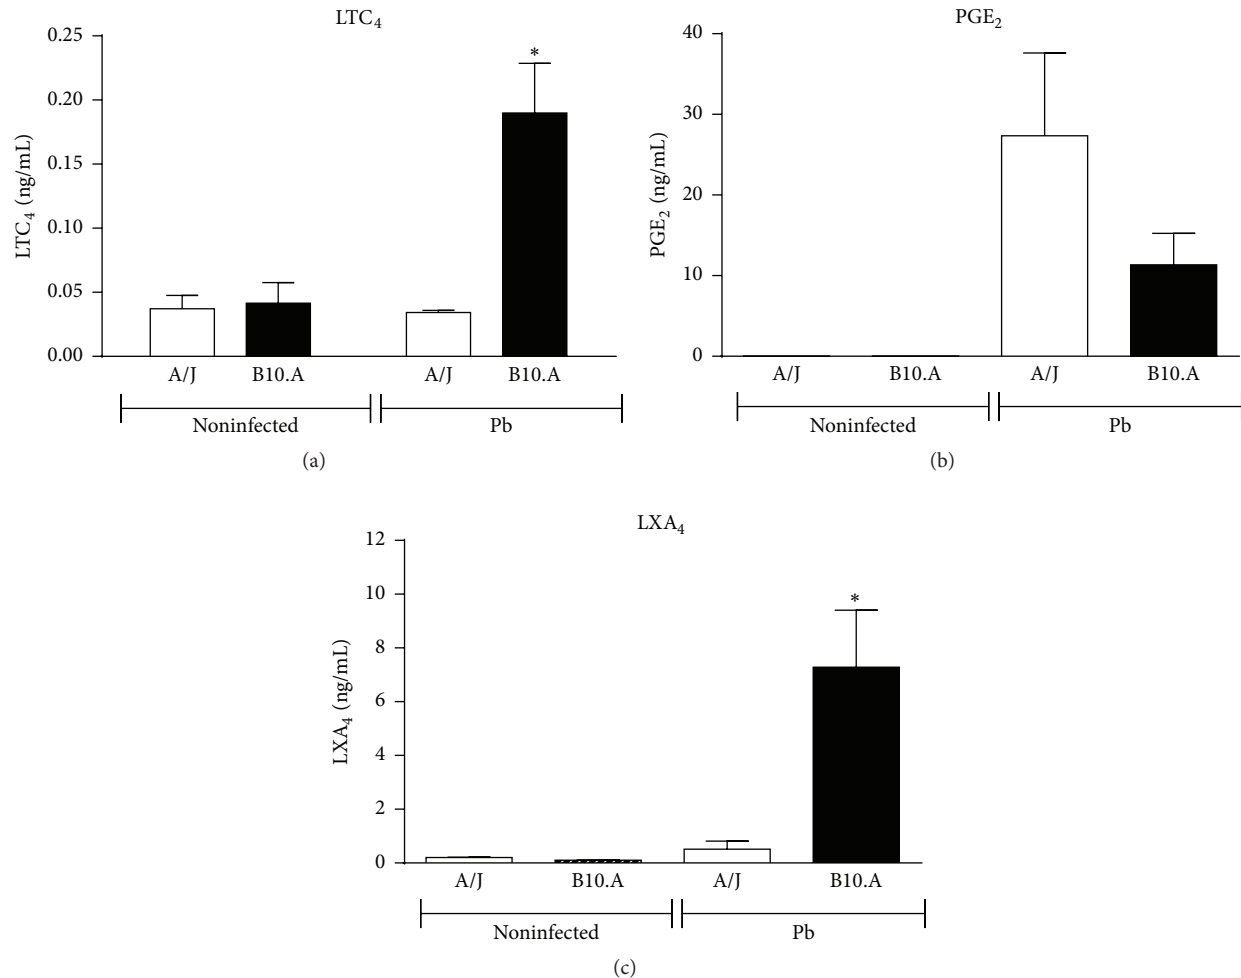 LTC₄
0.25
0.20
0.15
0.10
0.05
0.00
LTC₄ (ng/mL)
*
A/J
B10.A
A/J
B10.A
Noninfected
Pb
(a)
PGE₂
40
30
20
10
0
PGE₂ (ng/mL)
A/J
B10.A
A/J
B10.A
Noninfected
Pb
(b)
LXA₄
12
10
8
6
4
2
0
LXA₄ (ng/mL)
*
A/J
B10.A
A/J
B10.A
Noninfected
Pb
(c)